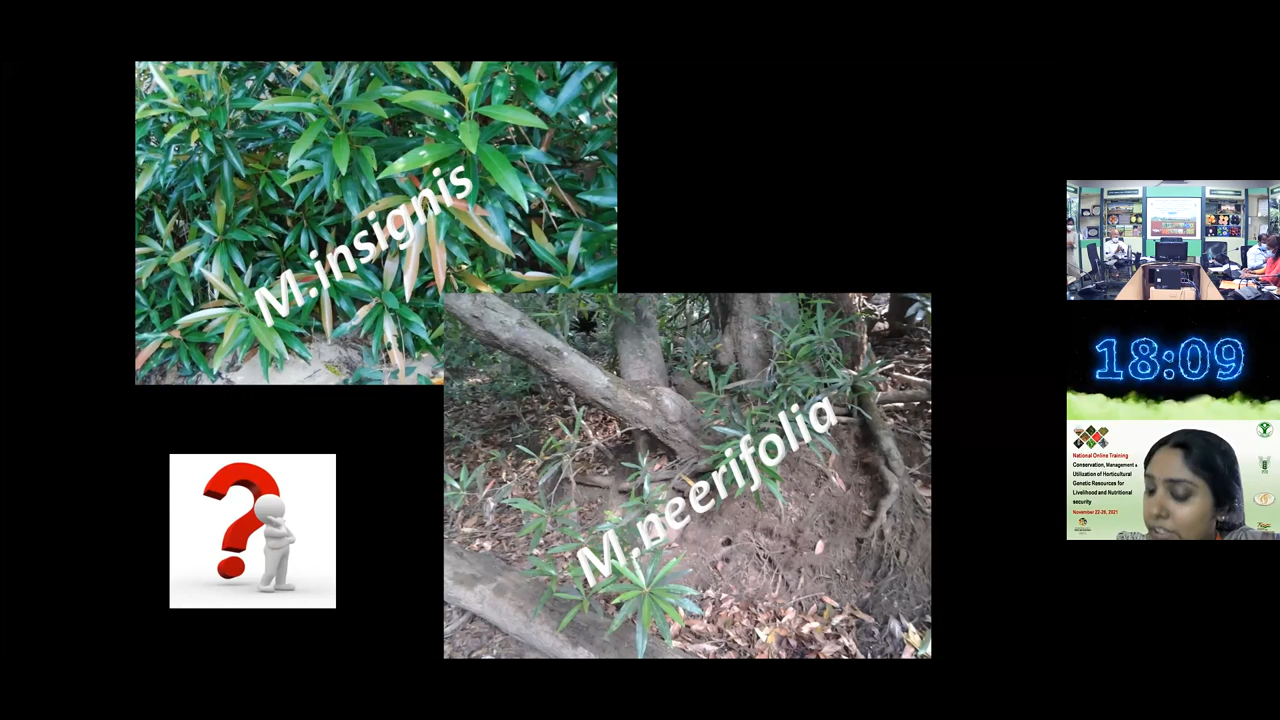 M.insignis
M.neerifolia
?
18:09
National Online Training
Conservation, Management &
Utilization of Horticultural
Genetic Resources for
Livelihood and Nutritional
security
November 22-26, 2021